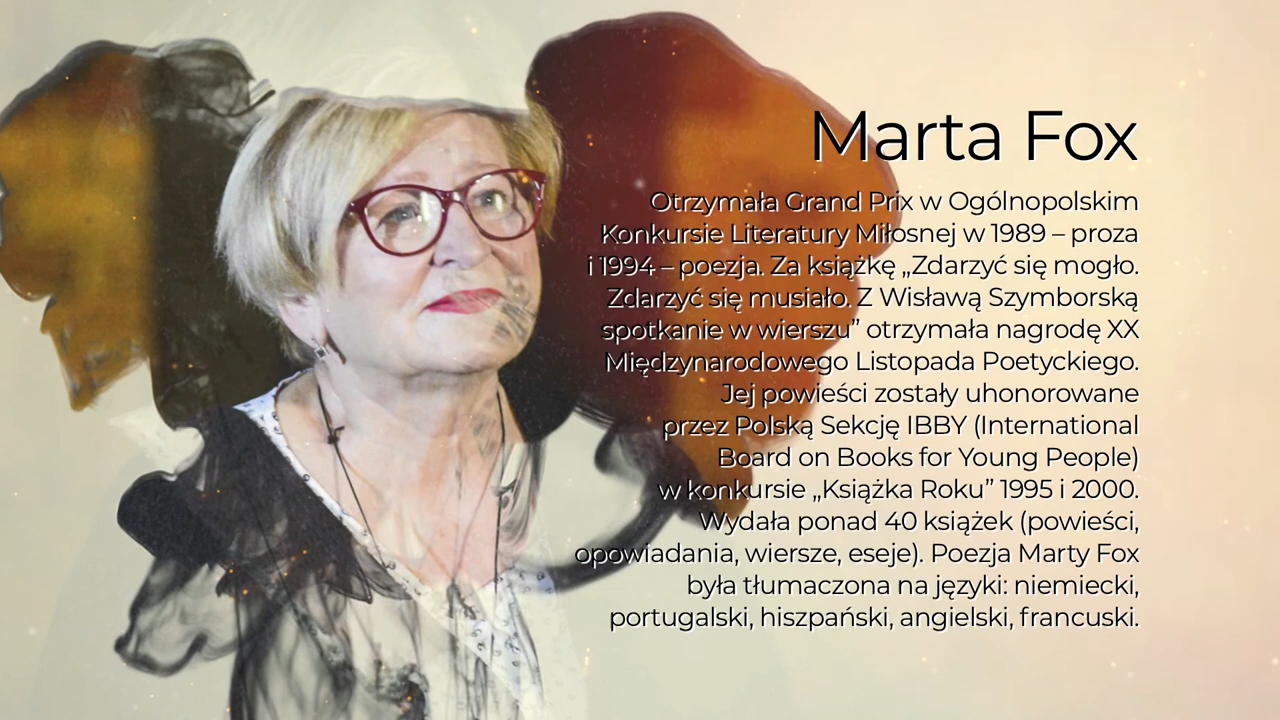 Marta Fox
Otrzymała Grand Prix w Ogólnopolskim
Konkursie Literatury Miłosnej w 1989 – proza
i 1994 – poezja. Za książkę „Zdarzyć się mogło.
Zdarzyć się musiało. Z Wisławą Szymborską
spotkanie w wierszu” otrzymała nagrodę XX
Międzynarodowego Listopada Poetyckiego.
Jej powieści zostały uhonorowane
przez Polską Sekcję IBBY (International
Board on Books for Young People)
w konkursie „Książka Roku” 1995 i 2000.
Wydała ponad 40 książek (powieści,
opowiadania, wiersze, eseje). Poezja Marty Fox
była tłumaczona na języki: niemiecki,
portugalski, hiszpański, angielski, francuski.